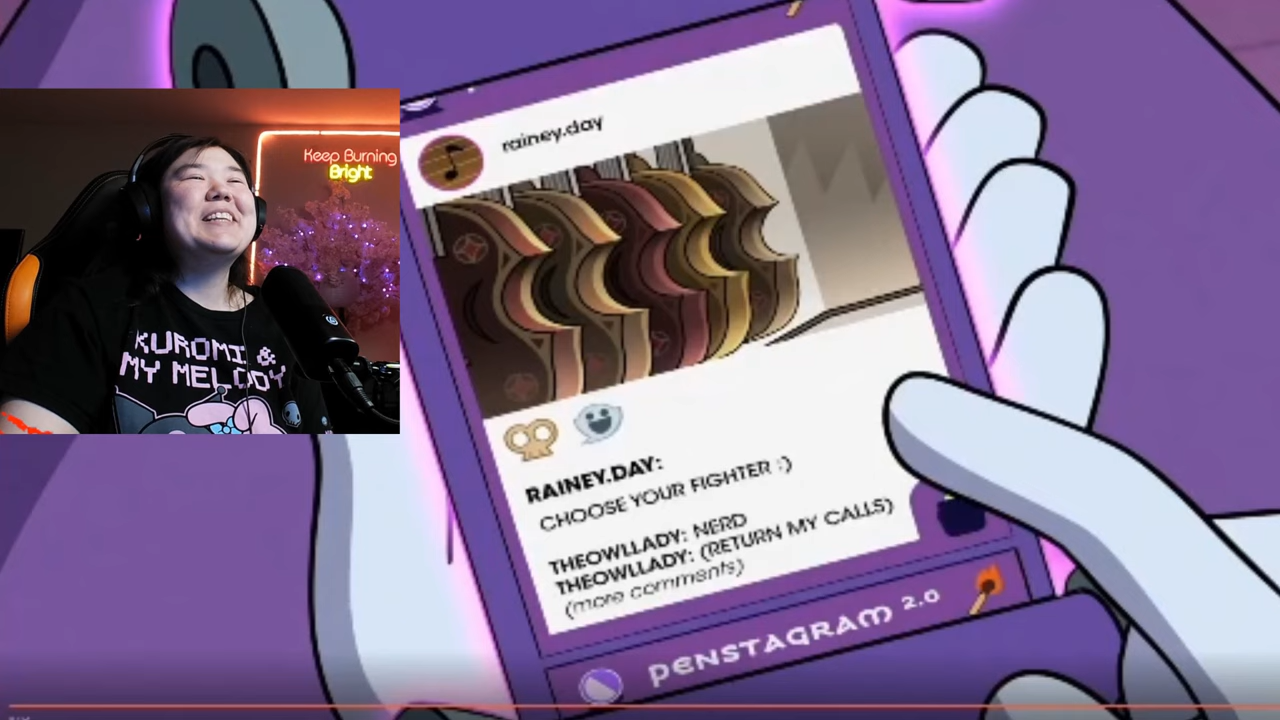 Keep Burning
Bright
KUROMI &
MY MELODY
rainey.day
RAINEY.DAY:
CHOOSE YOUR FIGHTER :)
THEOWLLADY: NERD
THEOWLLADY: (RETURN MY CALLS)
(more comments)
PENSTAGRAM 2.0